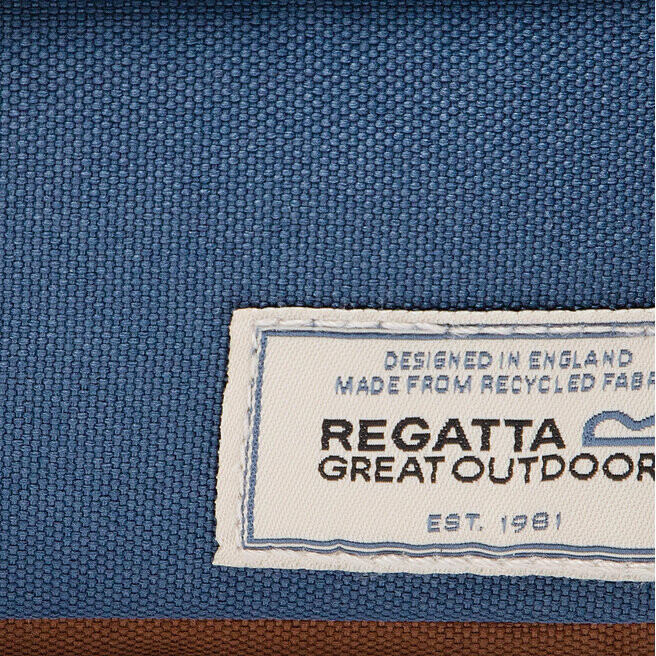 DESIGNED IN ENGLAND
MADE FROM RECYCLED FABR
REGATTA
GREAT OUTDOOR
EST. 1981